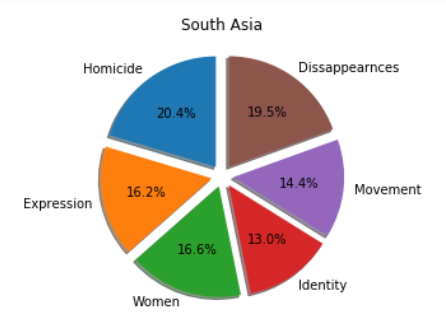 South Asia
Homicide
Dissappearnces
20.4%
19.5%
14.4%
Movement
16.2%
Expression
16.6%
13.0%
Identity
Women